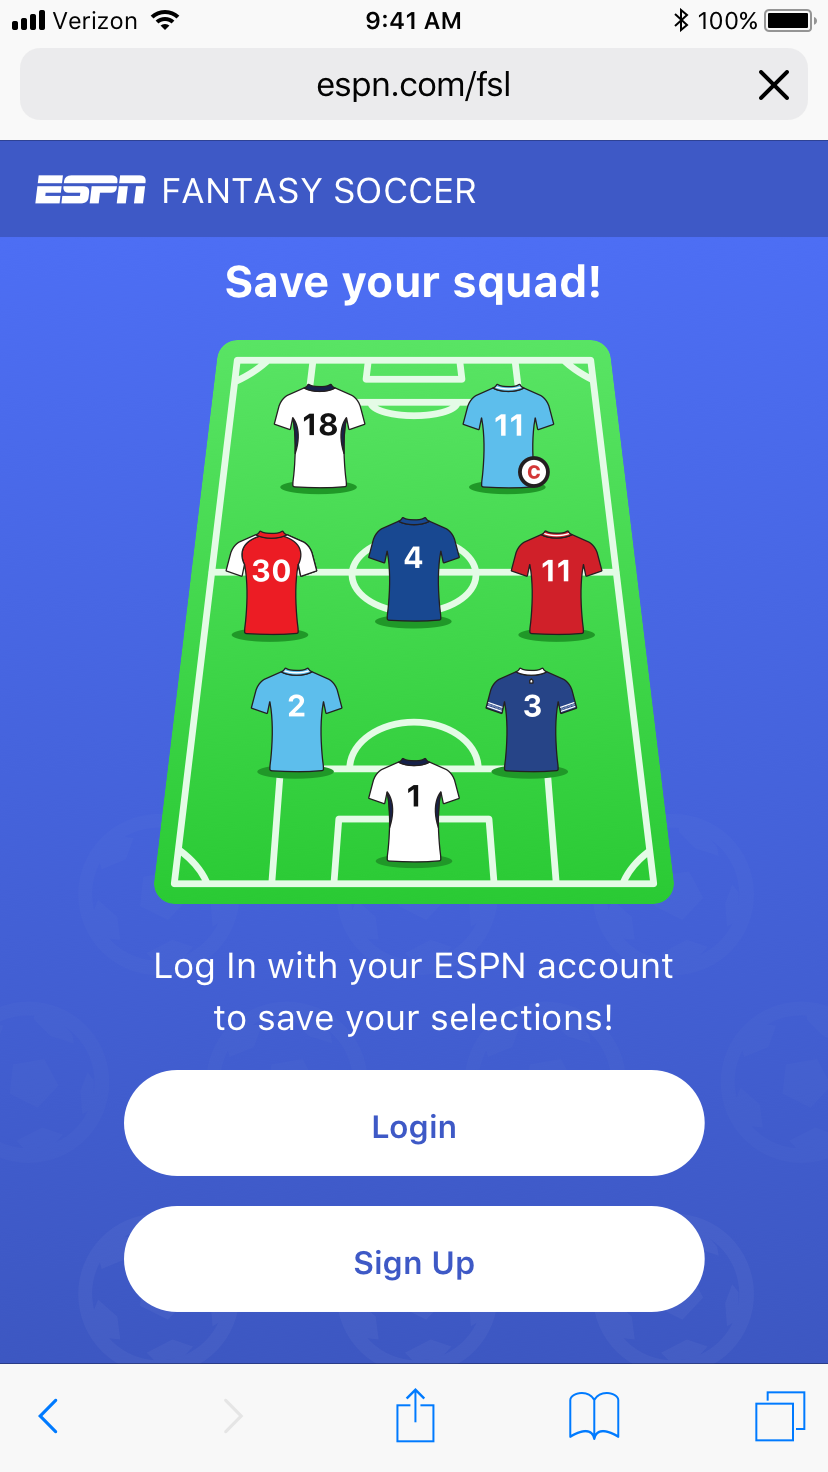 Verizon 9:41 AM 100%
espn.com/fsl
ESPN FANTASY SOCCER
Save your squad!
18 11
C
30 4 11
2 3
1
Log In with your ESPN account
to save your selections!
Login
Sign Up